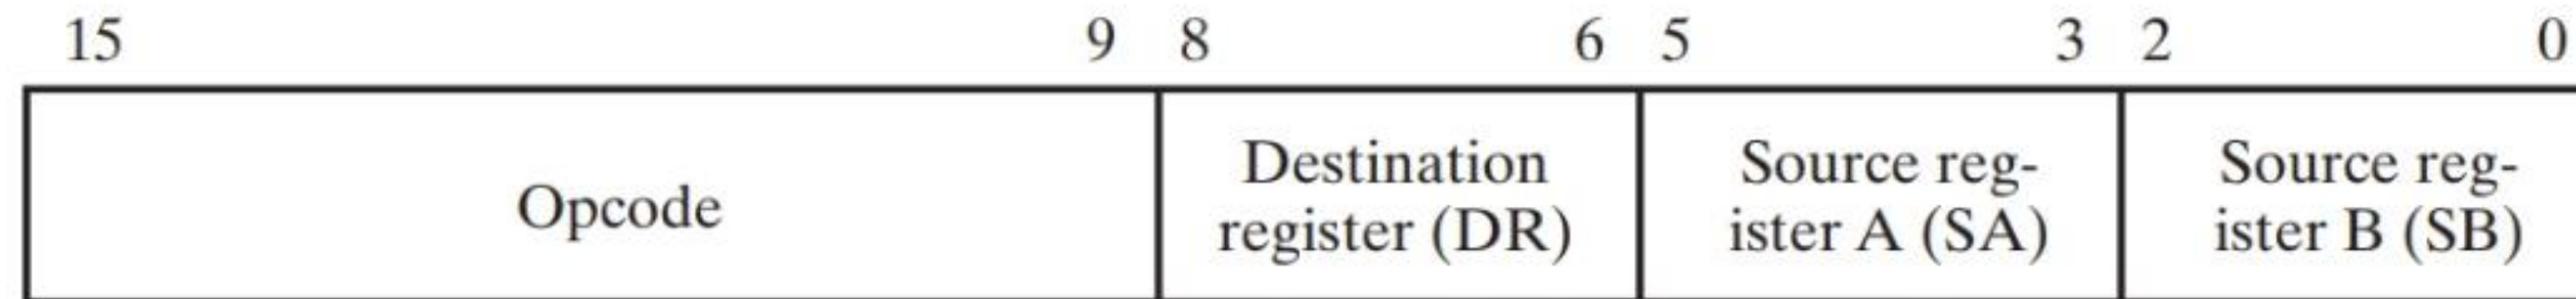 15 9 8 6 5 3 2 0
Opcode
Destination
register (DR)
Source reg-
ister A (SA)
Source reg-
ister B (SB)